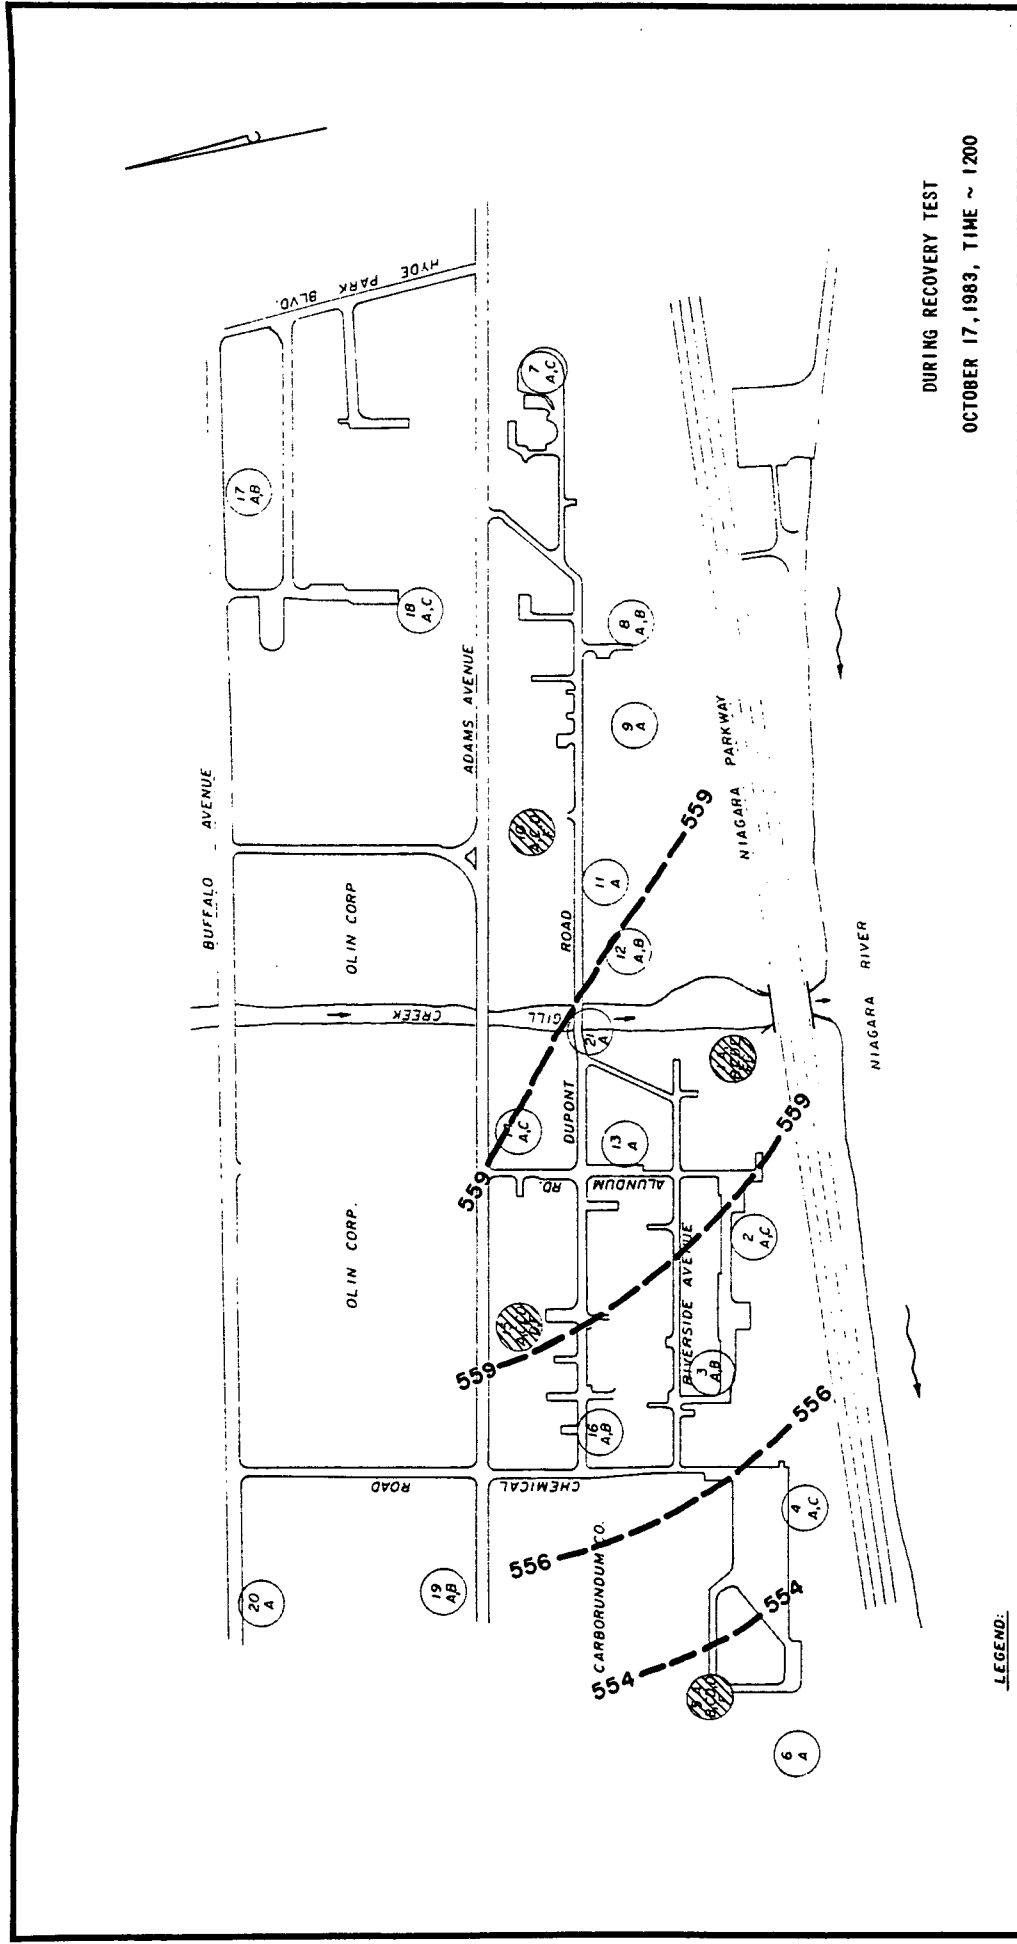 BUFFALO AVENUE
HYDE PARK BLVD.
20
A
17
A,B
OLIN CORP.
OLIN CORP
CREEK
ROAD
19
A,B
18
A,C
ADAMS AVENUE
559
559
A,C
7
A,C
556
RD.
GILL
DUPONT
ROAD
CHEMICAL
16
A,B
21
A
11
A
CARBORUNDUM CO.
554
13
A
ALUNDUM
12
A,B
9
A
8
A,B
RIVERSIDE AVENUE
3
A,B
559
2
A,C
NIAGARA PARKWAY
554
556
559
4
A,C
6
A
NIAGARA RIVER
DURING RECOVERY TEST
OCTOBER 17, 1983, TIME ~ 1200
LEGEND: